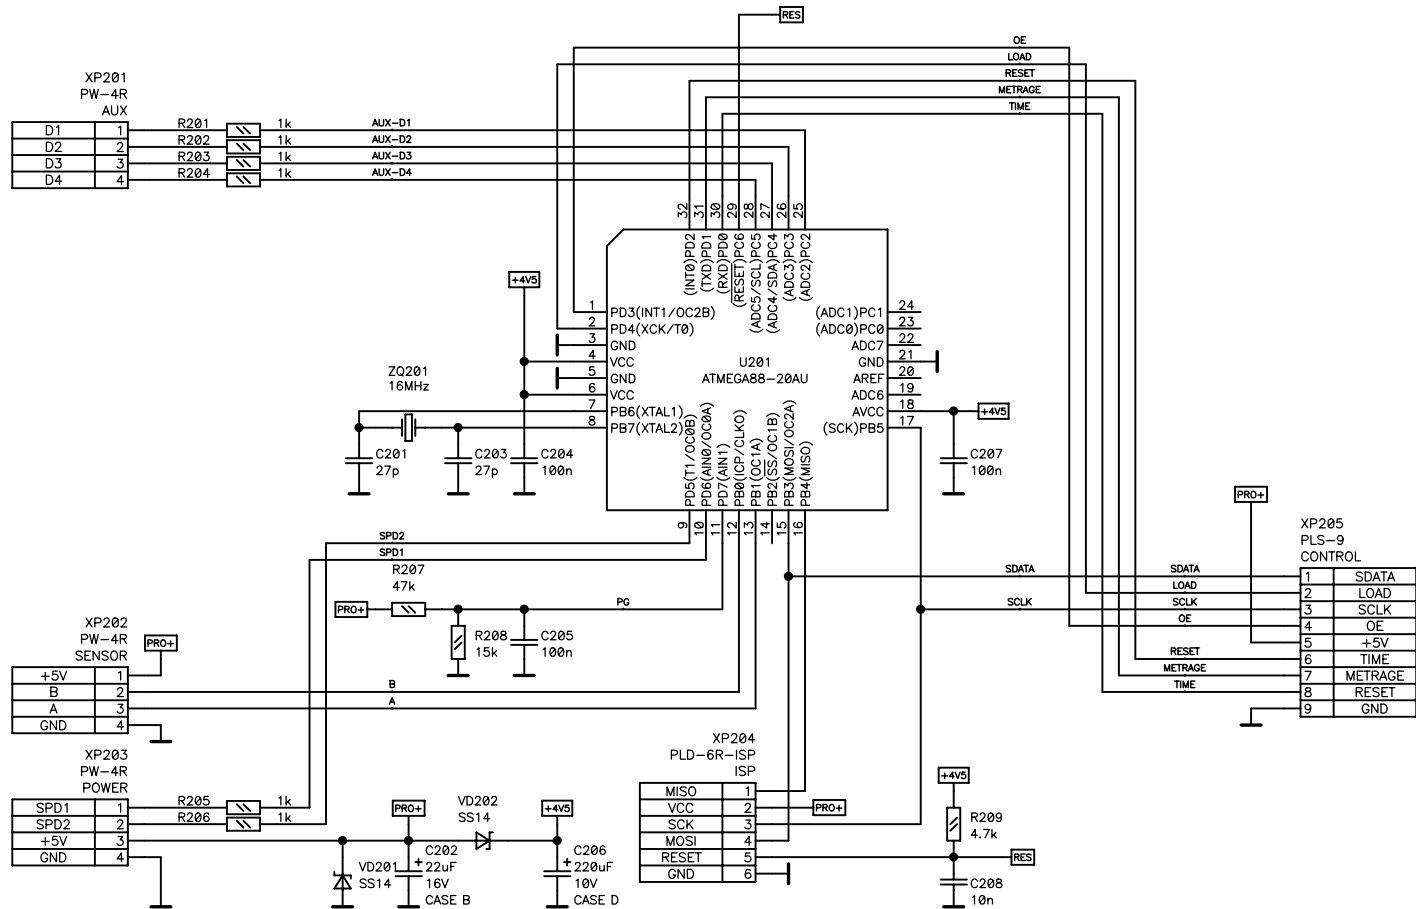 RES
OE
LOAD
RESET
METRAGE
TIME
XP201
PW-4R
AUX
D1 1 R201 1k AUX-D1
D2 2 R202 1k AUX-D2
D3 3 R203 1k AUX-D3
D4 4 R204 1k AUX-D4
32 31 30 29 28 27 26 25
(INT0)PD2
(TXD)PD1
(RXD)PD0
(RESET)PC6
(ADC5/SCL)PC5
(ADC4/SDA)PC4
(ADC3)PC3
(ADC2)PC2
+4V5
1 PD3(INT1/OC2B)
2 PD4(XCK/T0)
3 GND
4 VCC
5 GND
6 VCC
7 PB6(XTAL1)
8 PB7(XTAL2)
U201
ATMEGA88-20AU
(ADC1)PC1 24
(ADC0)PC0 23
ADC7 22
GND 21
AREF 20
ADC6 19
AVCC 18
(SCK)PB5 17
+4V5
ZQ201
16MHz
C201
27p
C203
27p
C204
100n
C207
100n
PD5(T1/OC0B)
PD6(AIN0/OC0A)
PD7(AIN1)
PB0(ICP/CLKO)
PB1(OC1A)
PB2(SS/OC1B)
PB3(MOSI/OC2A)
PB4(MISO)
9 10 11 12 13 14 15 16
SPD2
SPD1
R207
47k
PRO+
PG
R208
15k
C205
100n
PRO+
XP205
PLS-9
CONTROL
SDATA SDATA 1 SDATA
LOAD 2 LOAD
SCLK SCLK 3 SCLK
OE 4 OE
5 +5V
RESET 6 TIME
METRAGE 7 METRAGE
TIME 8 RESET
9 GND
XP202
PW-4R
SENSOR
PRO+
+5V 1
B 2 B
A 3 A
GND 4
XP203
PW-4R
POWER
SPD1 1 R205 1k
SPD2 2 R206 1k
+5V 3
GND 4
VD201
SS14
PRO+
+
C202
22uF
16V
CASE B
VD202
SS14
+4V5
+
C206
220uF
10V
CASE D
XP204
PLD-6R-ISP
ISP
MISO 1
VCC 2 PRO+
SCK 3
MOSI 4
RESET 5
GND 6
+4V5
R209
4.7k
RES
C208
10n